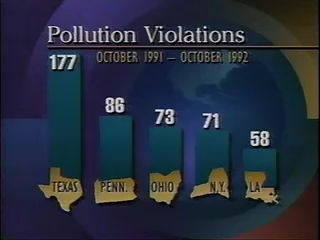 Pollution Violations
OCTOBER 1991 — OCTOBER 1992
177
86
73
71
58
TEXAS
PENN.
OHIO
N.Y.
LA.